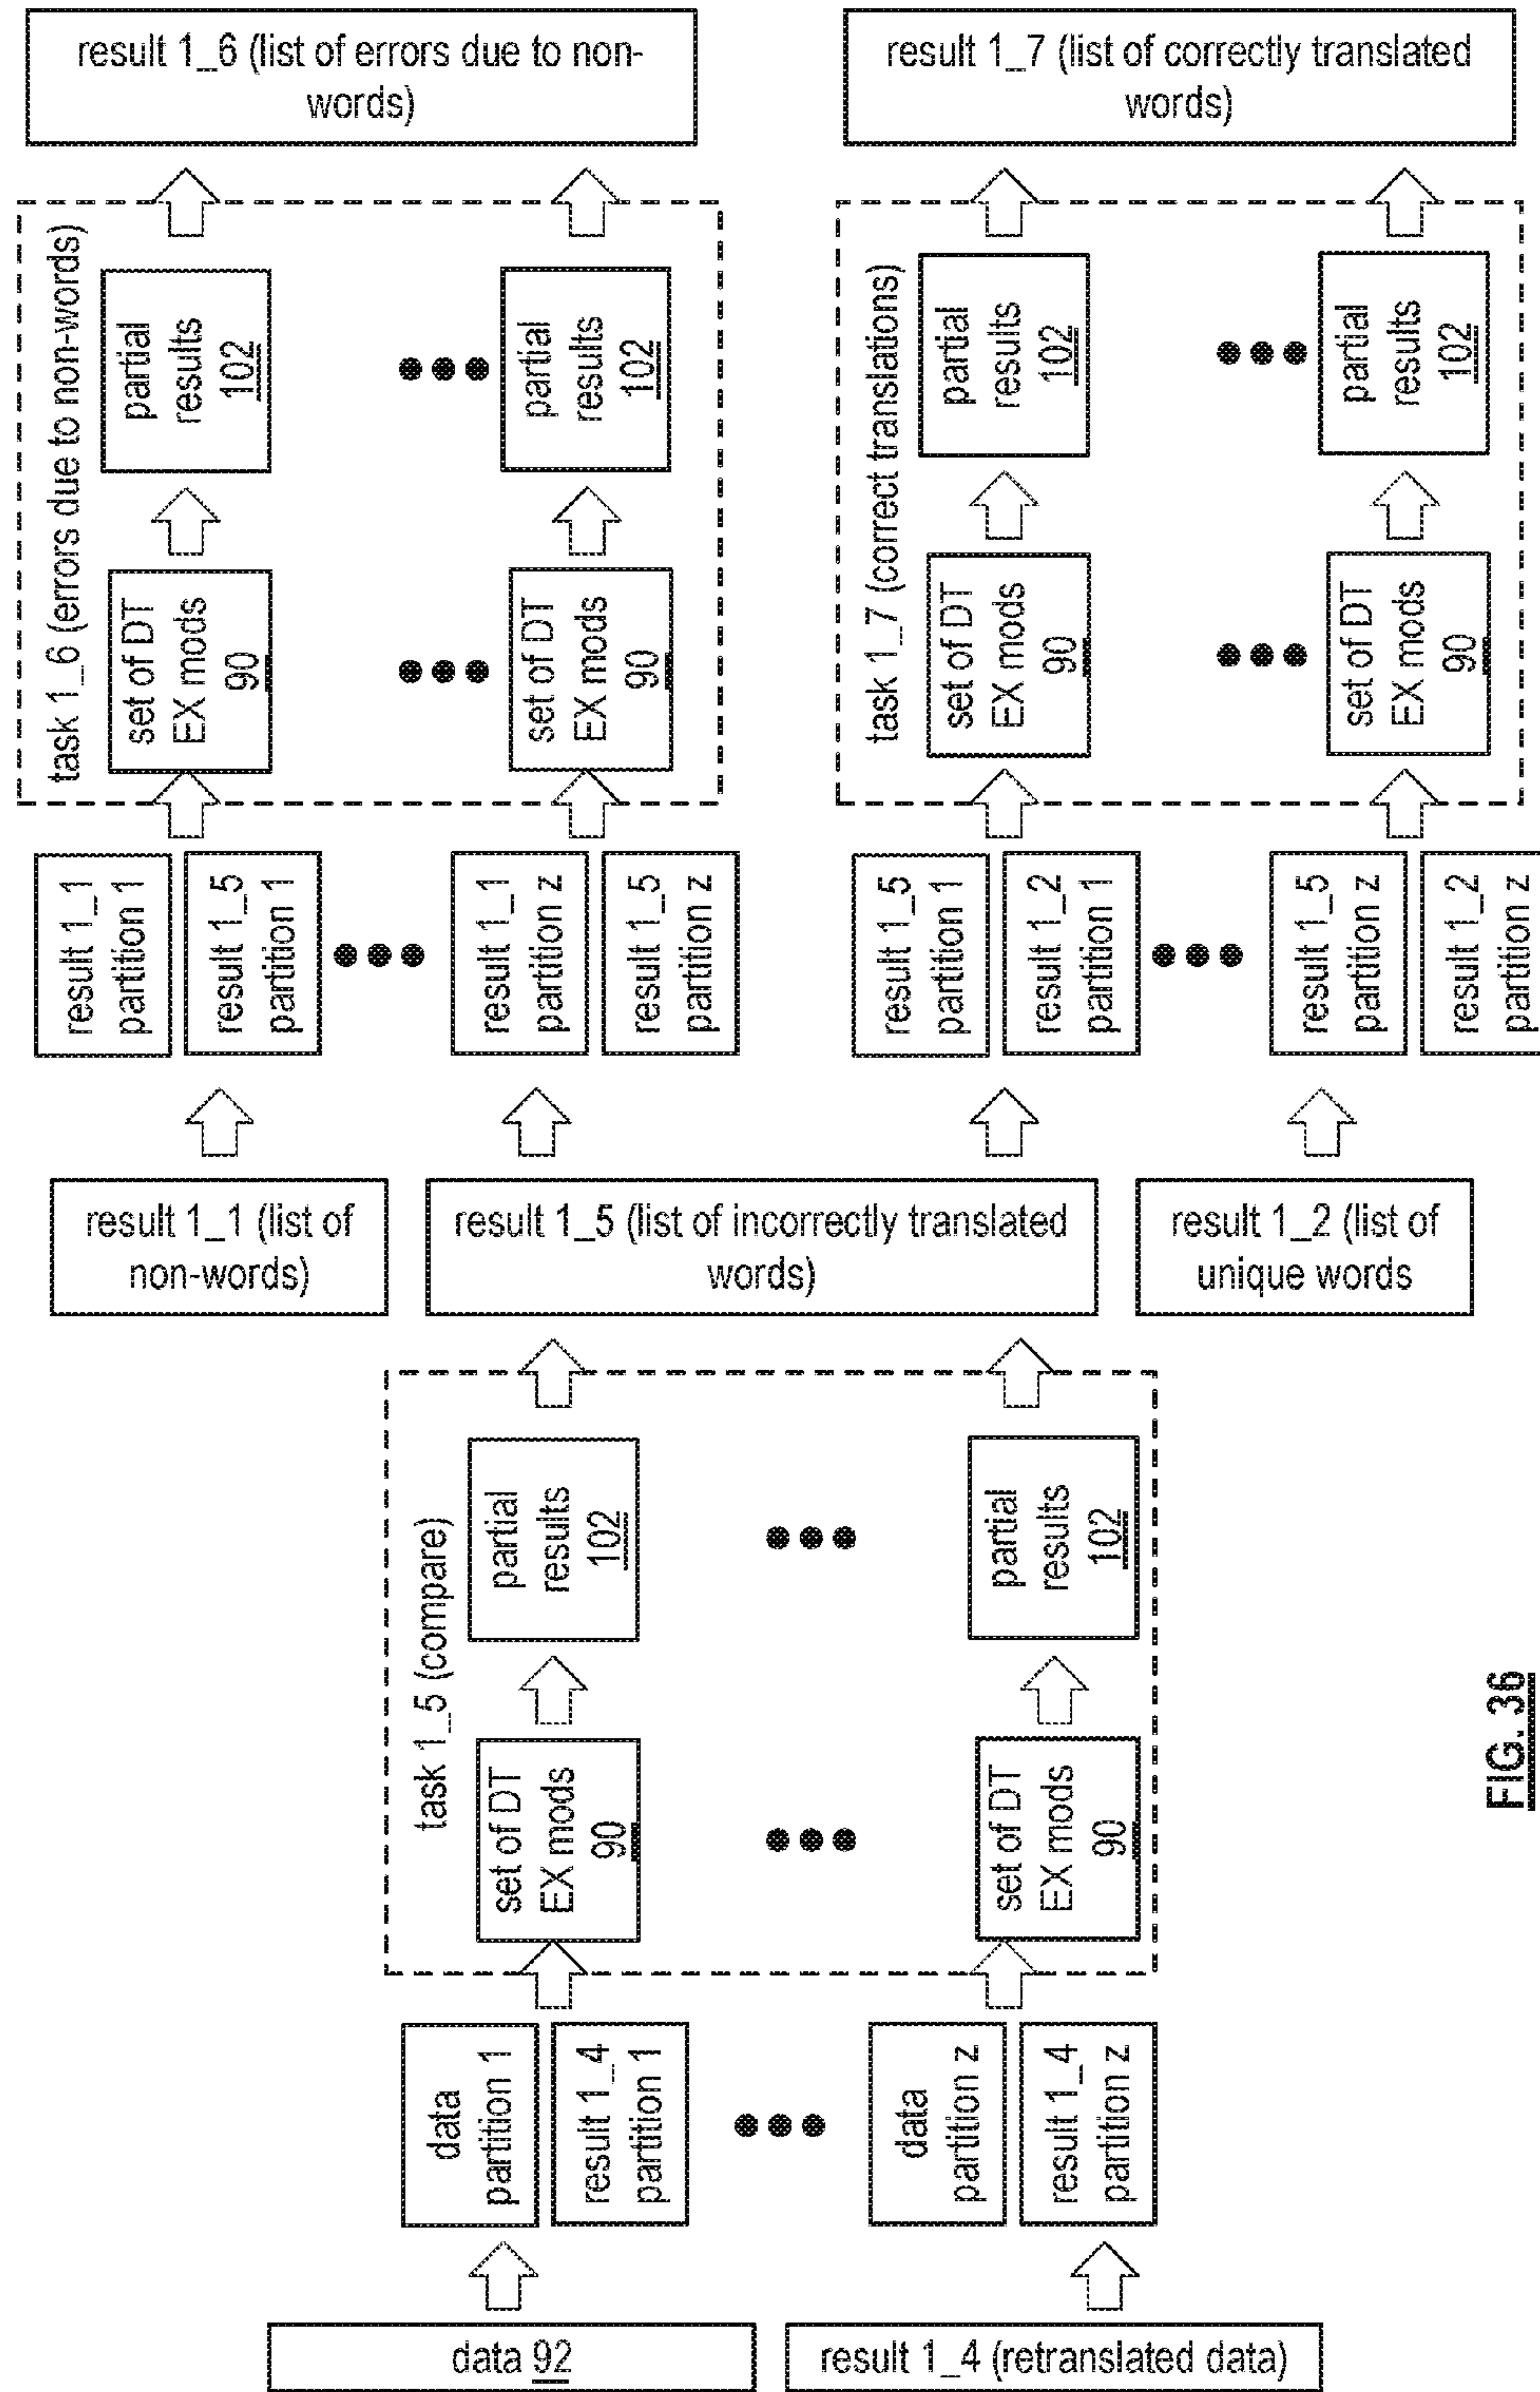 result 1_6 (list of errors due to non-
words)
result 1_7 (list of correctly translated
words)
task 1_6 (errors due to non-words)
partial
results
102
partial
results
102
set of DT
EX mods
90
set of DT
EX mods
90
task 1_7 (correct translations)
partial
results
102
partial
results
102
set of DT
EX mods
90
set of DT
EX mods
90
result 1_1
partition 1
result 1_5
partition 1
result 1_1
partition z
result 1_5
partition z
result 1_5
partition 1
result 1_2
partition 1
result 1_5
partition z
result 1_2
partition z
result 1_1 (list of
non-words)
result 1_5 (list of incorrectly translated
words)
result 1_2 (list of
unique words
task 1_5 (compare)
partial
results
102
partial
results
102
set of DT
EX mods
90
set of DT
EX mods
90
data
partition 1
result 1_4
partition 1
data
partition z
result 1_4
partition z
data 92
result 1_4 (retranslated data)
FIG. 36